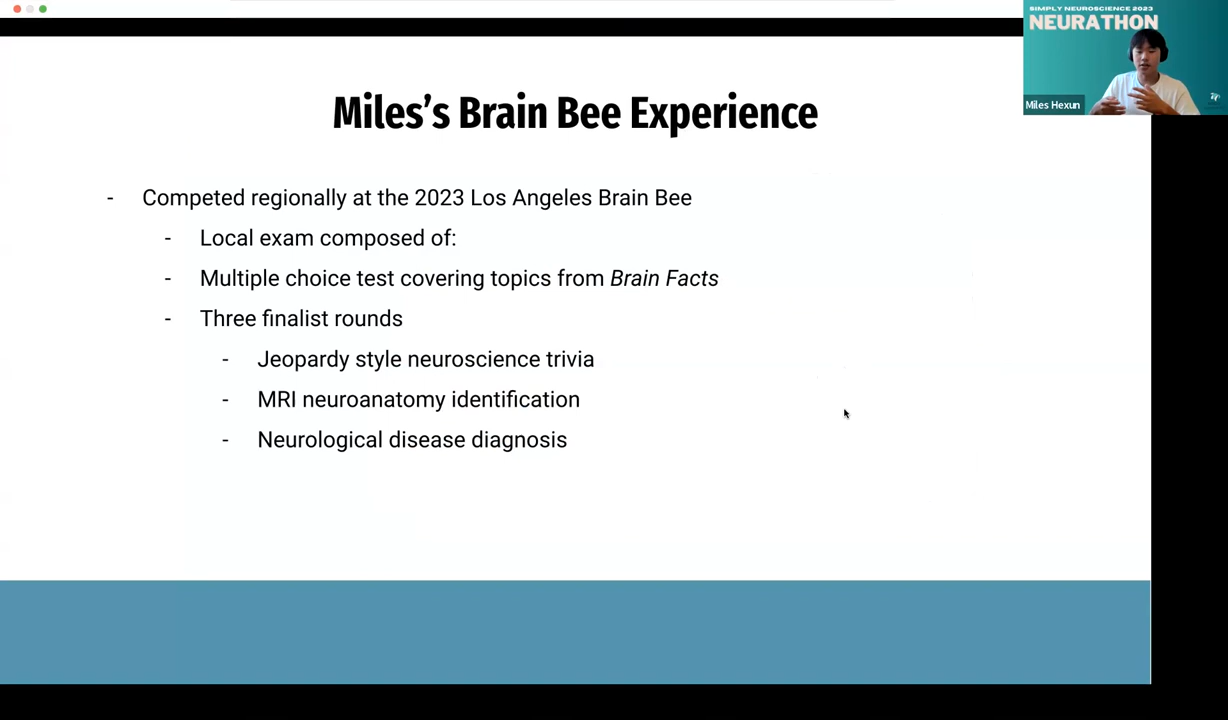 SIMPLY NEUROSCIENCE 2023
NEURATHON
Miles Hexun
Miles's Brain Bee Experience
- Competed regionally at the 2023 Los Angeles Brain Bee
- Local exam composed of:
- Multiple choice test covering topics from Brain Facts
- Three finalist rounds
- Jeopardy style neuroscience trivia
- MRI neuroanatomy identification
- Neurological disease diagnosis